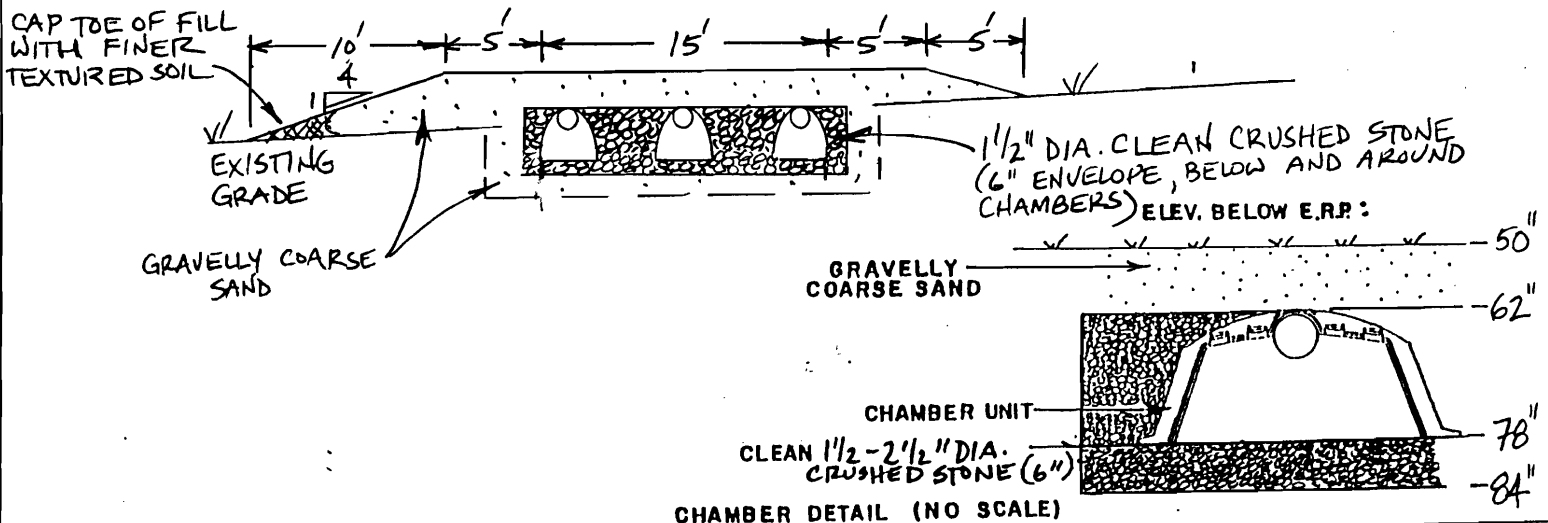 CAP TOE OF FILL
WITH FINER
TEXTURED SOIL
10' 5' 15' 5' 5'
4
1
EXISTING
GRADE
GRAVELLY COARSE
SAND
1 1/2" DIA. CLEAN CRUSHED STONE
(6" ENVELOPE, BELOW AND AROUND
CHAMBERS)
ELEV. BELOW E.R.P.:
50"
GRAVELLY
COARSE SAND
62"
CHAMBER UNIT
78"
CLEAN 1 1/2 - 2 1/2" DIA.
CRUSHED STONE (6")
84"
CHAMBER DETAIL (NO SCALE)